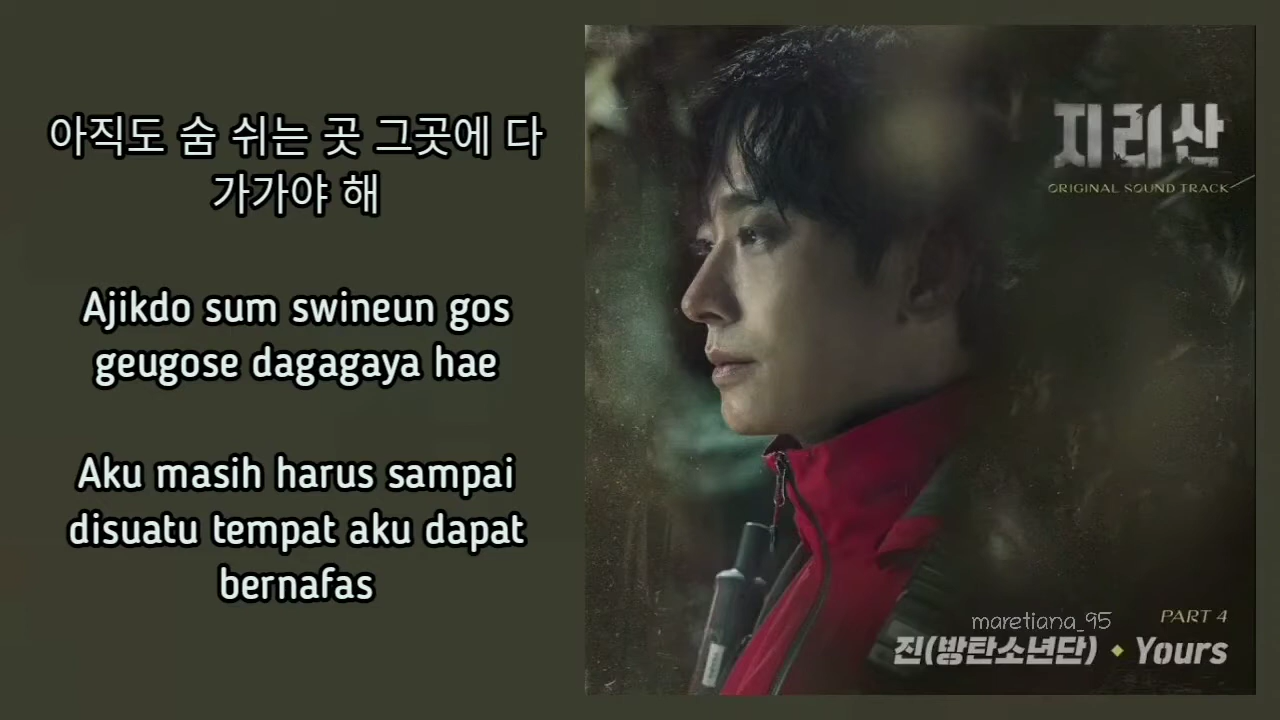 아직도 숨 쉬는 곳 그곳에 다
가가야 해
Ajikdo sum swineun gos
geugose dagagaya hae
Aku masih harus sampai
disuatu tempat aku dapat
bernafas
지리산
ORIGINAL SOUND TRACK
maretiana_95
PART 4
진(방탄소년단) ◆ Yours